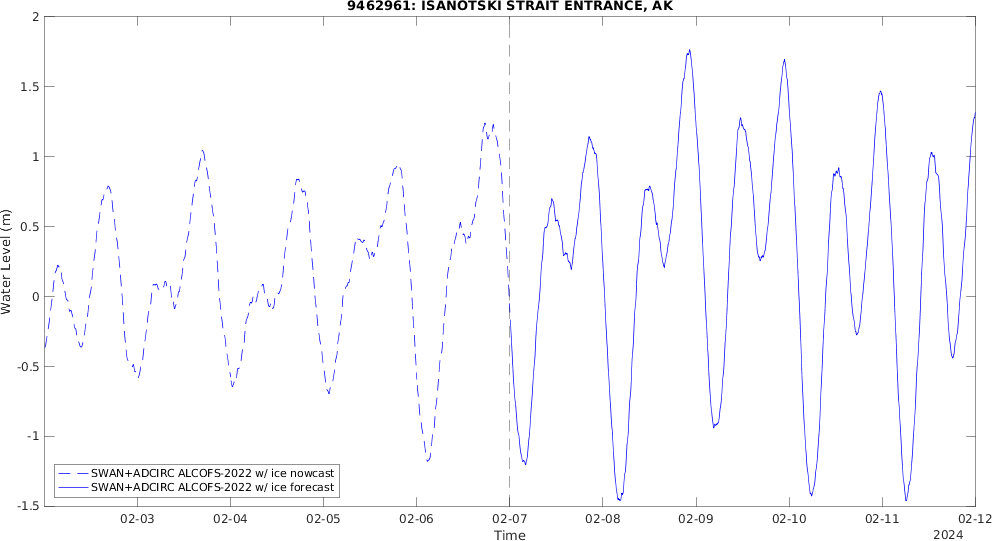 9462961: ISANOTSKI STRAIT ENTRANCE, AK
Water Level (m)
2
1.5
1
0.5
0
-0.5
-1
-1.5
SWAN+ADCIRC ALCOFS-2022 w/ ice nowcast
SWAN+ADCIRC ALCOFS-2022 w/ ice forecast
02-03 02-04 02-05 02-06 02-07 02-08 02-09 02-10 02-11 02-12
Time
2024